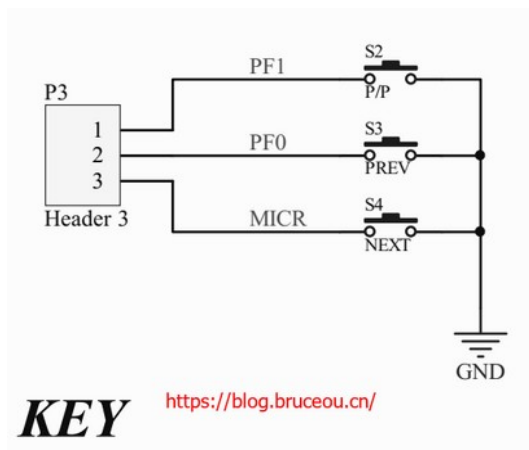 S2
PF1
P/P
P3
1
S3
2
PF0
PREV
3
S4
Header 3
MICR
NEXT
GND
KEY
https://blog.bruceou.cn/